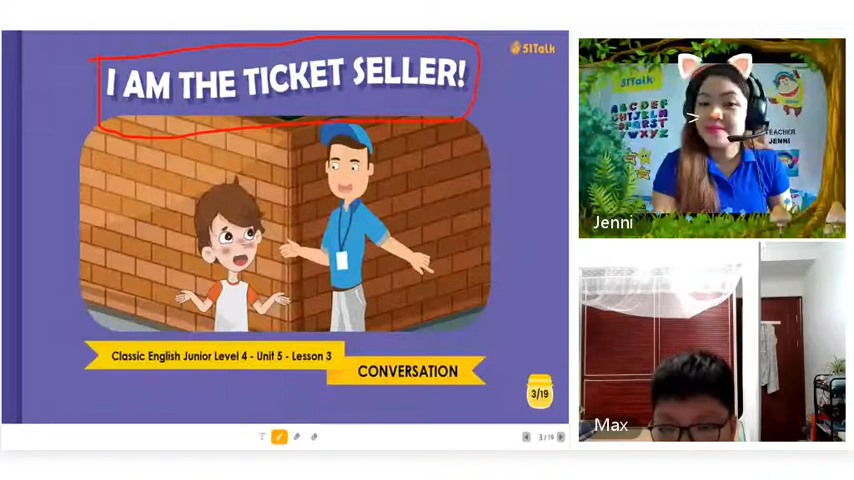 I AM THE TICKET SELLER!
51Talk
Classic English Junior Level 4 - Unit 5 - Lesson 3
CONVERSATION
3/19
T
3/19
51Talk
ABCDEF
TEACHER
JENNI
Jenni
Max